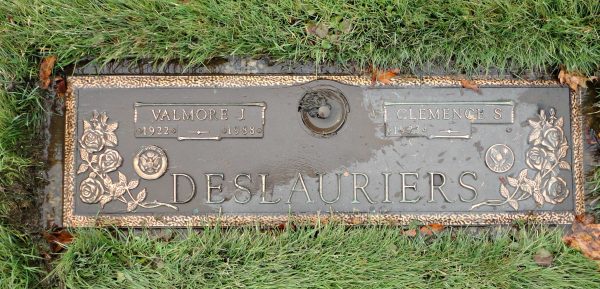 VALMORE J.
1922 1988
CLEMENCE S.
DESLAURIERS